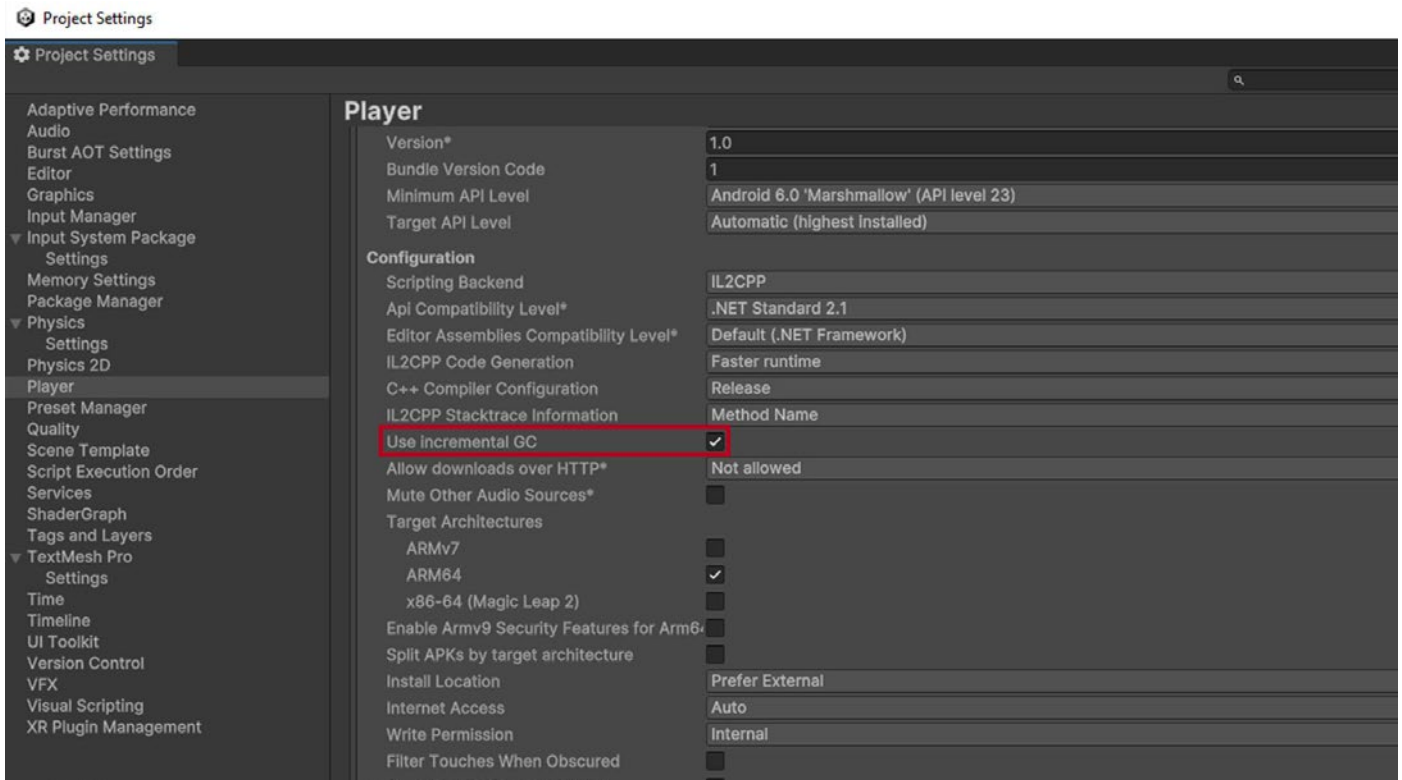 Project Settings
Project Settings
Adaptive Performance
Audio
Burst AOT Settings
Editor
Graphics
Input Manager
Input System Package
Settings
Memory Settings
Package Manager
Physics
Settings
Physics 2D
Player
Preset Manager
Quality
Scene Template
Script Execution Order
Services
ShaderGraph
Tags and Layers
TextMesh Pro
Settings
Time
Timeline
UI Toolkit
Version Control
VFX
Visual Scripting
XR Plugin Management
Player
Version* 1.0
Bundle Version Code 1
Minimum API Level Android 6.0 'Marshmallow' (API level 23)
Target API Level Automatic (highest installed)
Configuration
Scripting Backend IL2CPP
Api Compatibility Level* .NET Standard 2.1
Editor Assemblies Compatibility Level* Default (.NET Framework)
IL2CPP Code Generation Faster runtime
C++ Compiler Configuration Release
IL2CPP Stacktrace Information Method Name
Use incremental GC
Allow downloads over HTTP* Not allowed
Mute Other Audio Sources*
Target Architectures
ARMv7
ARM64
x86-64 (Magic Leap 2)
Enable Armv9 Security Features for Arm64
Split APKs by target architecture
Install Location Prefer External
Internet Access Auto
Write Permission Internal
Filter Touches When Obscured